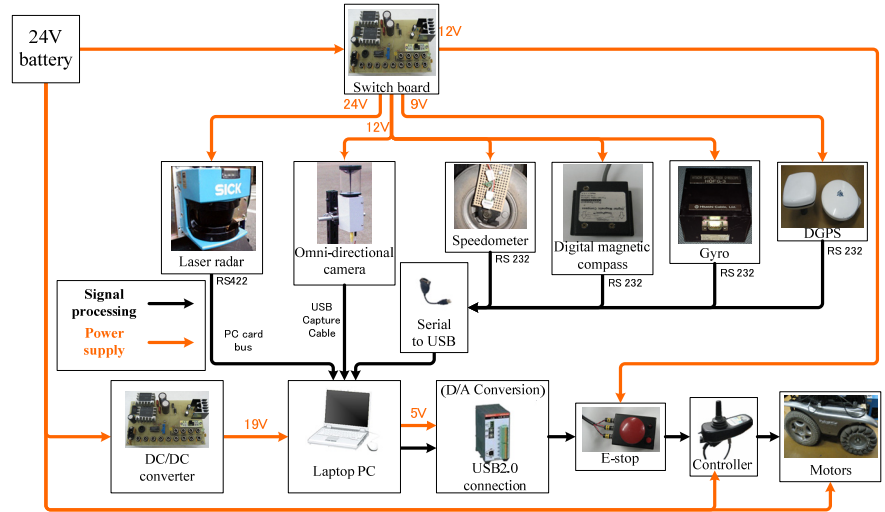 24V
battery
Switch board
12V
24V
12V
9V
SICK
Laser radar
Omni-directional
camera
Speedometer
Digital magnetic
compass
Gyro
DGPS
RS422
RS 232
RS 232
RS 232
RS 232
Signal
processing
Power
supply
USB
Capture
Cable
PC card
bus
Serial
to USB
DC/DC
converter
19V
Laptop PC
5V
(D/A Conversion)
USB2.0
connection
E-stop
Controller
Motors